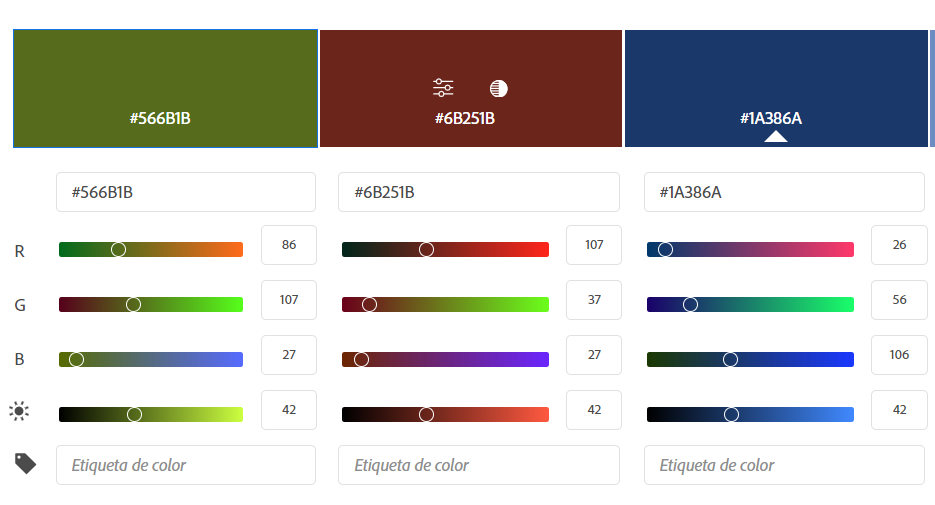 #566B1B #6B251B #1A386A
#566B1B #6B251B #1A386A
R 86 107 26
G 107 37 56
B 27 27 106
42 42 42
Etiqueta de color Etiqueta de color Etiqueta de color